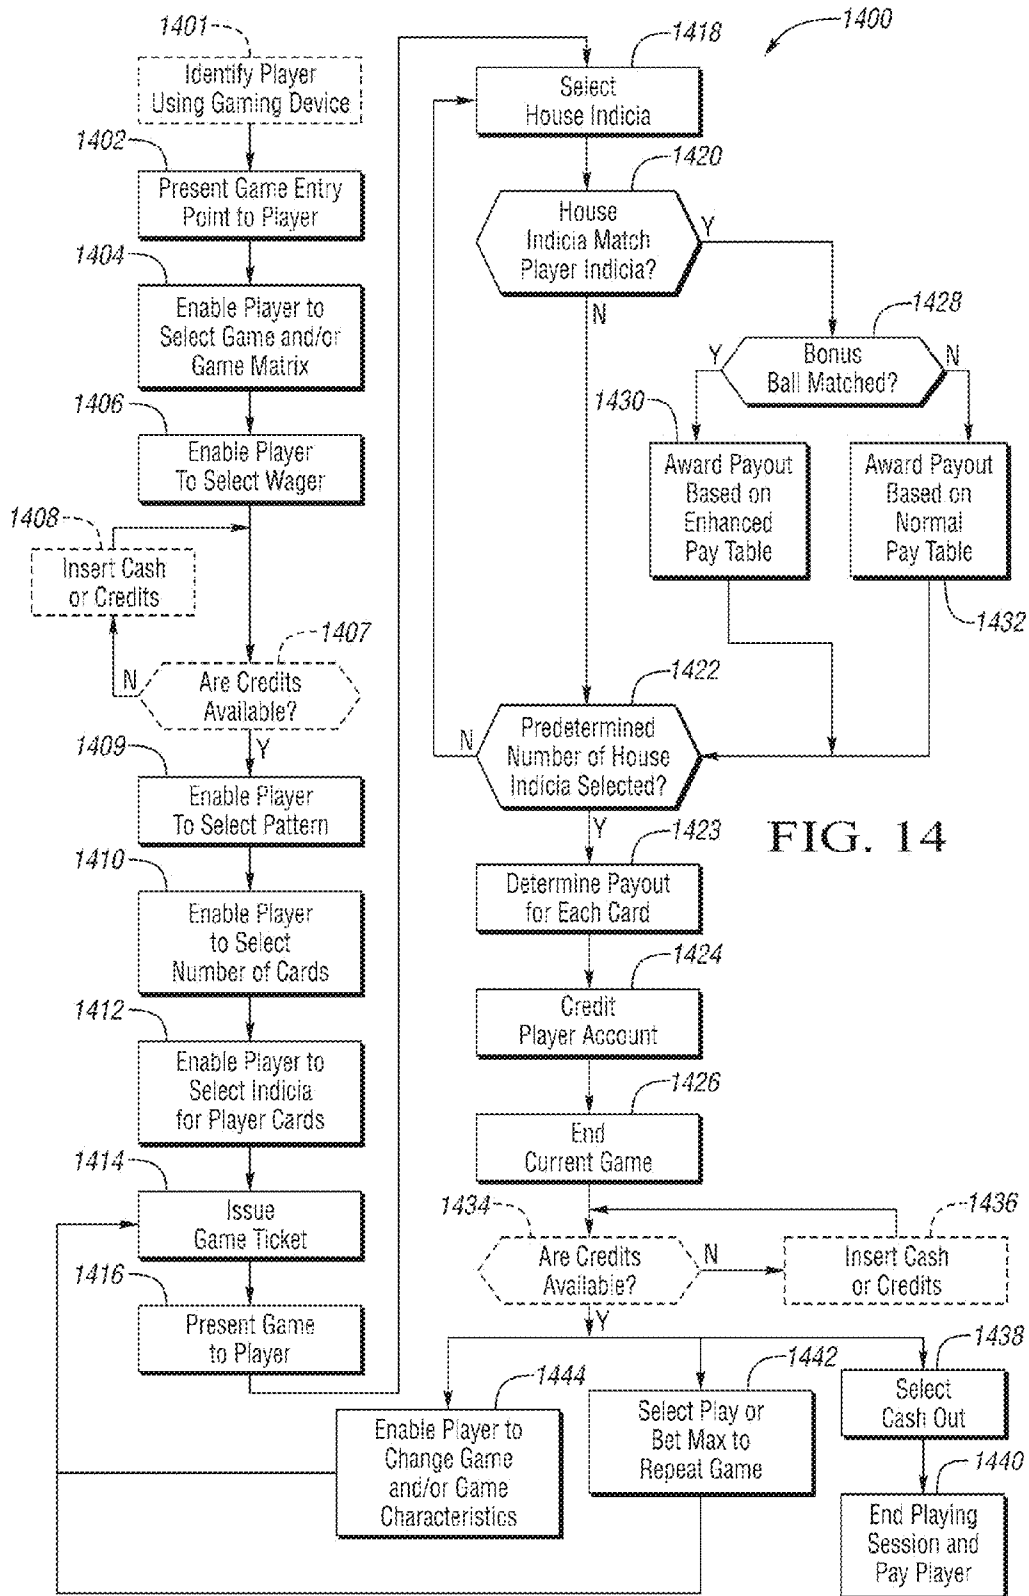 1401
Identify Player
Using Gaming Device
1402
Present Game Entry
Point to Player
1404
Enable Player to
Select Game and/or
Game Matrix
1406
Enable Player
To Select Wager
1408
Insert Cash
or Credits
1407
N
Are Credits
Available?
Y
1409
Enable Player
To Select Pattern
1410
Enable Player
to Select
Number of Cards
1412
Enable Player to
Select Indicia
for Player Cards
1414
Issue
Game Ticket
1416
Present Game
to Player
1400
1418
Select
House Indicia
1420
House
Indicia Match
Player Indicia?
Y
N
1428
Y
Bonus
Ball Matched?
N
1430
Award Payout
Based on
Enhanced
Pay Table
Award Payout
Based on
Normal
Pay Table
1432
1422
N
Predetermined
Number of House
Indicia Selected?
Y
FIG. 14
1423
Determine Payout
for Each Card
1424
Credit
Player Account
1426
End
Current Game
1434
Are Credits
Available?
N
Y
1436
Insert Cash
or Credits
1444
Enable Player to
Change Game
and/or Game
Characteristics
1442
Select Play or
Bet Max to
Repeat Game
1438
Select
Cash Out
1440
End Playing
Session and
Pay Player